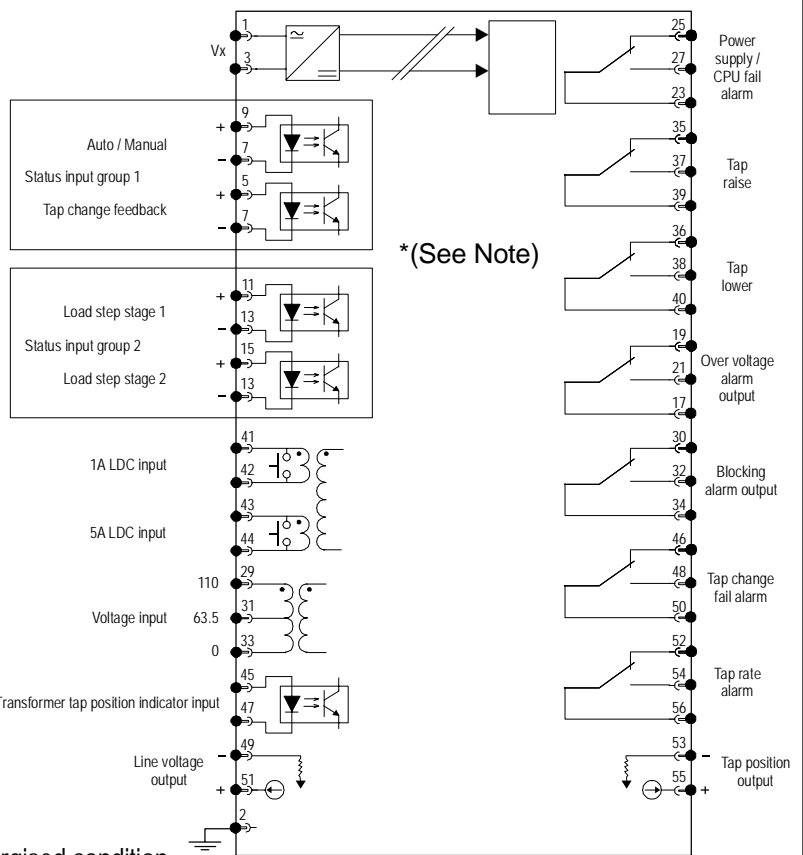 1
Vx
3
9
+
Auto / Manual
7
–
Status input group 1
5
+
Tap change feedback
7
–
11
+
Load step stage 1
13
–
Status input group 2
15
+
Load step stage 2
13
–
41
1A LDC input
42
43
5A LDC input
44
29
110
31
Voltage input 63.5
33
0
45
Transformer tap position indicator input
47
49
–
Line voltage
output
51
+
2
*(See Note)
25
27
23
Power
supply /
CPU fail
alarm
35
37
39
Tap
raise
36
38
40
Tap
lower
19
21
17
Over voltage
alarm
output
30
32
34
Blocking
alarm output
46
48
50
Tap change
fail alarm
52
54
56
Tap rate
alarm
53
–
Tap position
output
55
+
condition